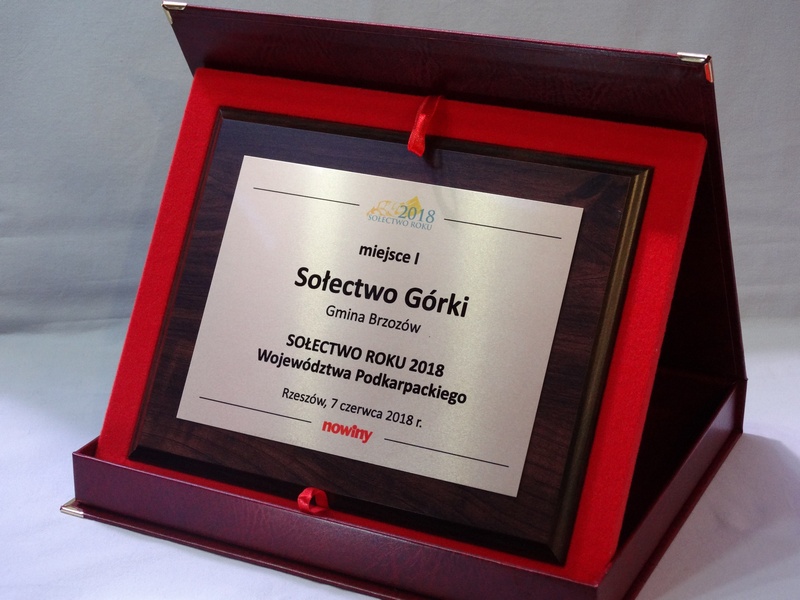 2018
SOŁECTWO ROKU
miejsce I
Sołectwo Górki
Gmina Brzozów
SOŁECTWO ROKU 2018
Województwa Podkarpackiego
Rzeszów, 7 czerwca 2018 r.
nowiny